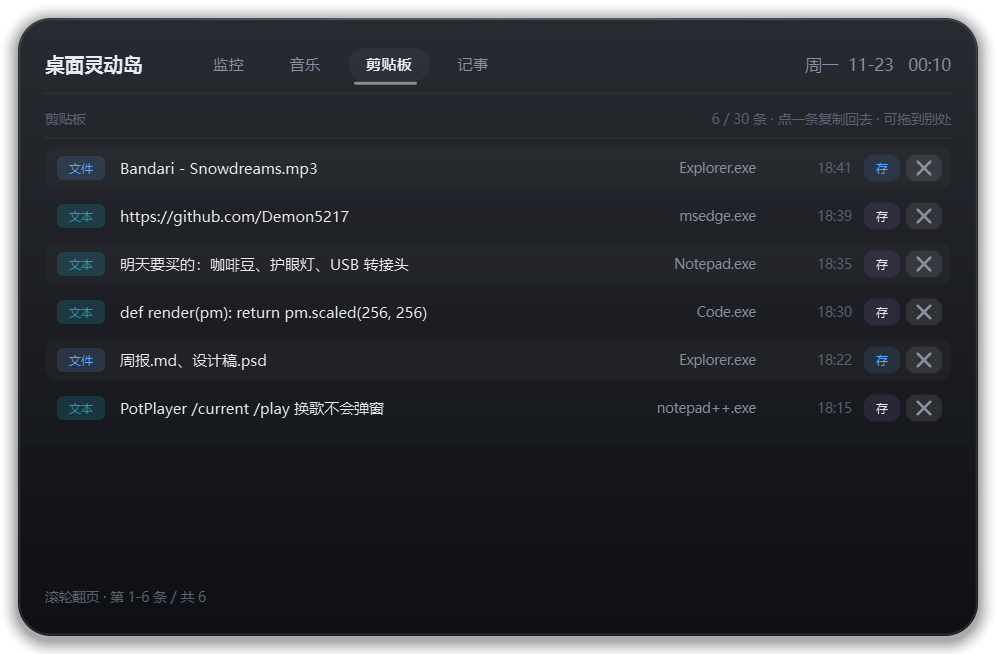 桌面灵动岛 监控 音乐 剪贴板 记事 周一 11-23 00:10
剪贴板 6 / 30 条 · 点一条复制回去 · 可拖到别处
文件 Bandari - Snowdreams.mp3 Explorer.exe 18:41 存
文本 https://github.com/Demon5217 msedge.exe 18:39 存
文本 明天要买的：咖啡豆、护眼灯、USB 转接头 Notepad.exe 18:35 存
文本 def render(pm): return pm.scaled(256, 256) Code.exe 18:30 存
文件 周报.md、设计稿.psd Explorer.exe 18:22 存
文本 PotPlayer /current /play 换歌不会弹窗 notepad++.exe 18:15 存
滚轮翻页 · 第 1-6 条 / 共 6